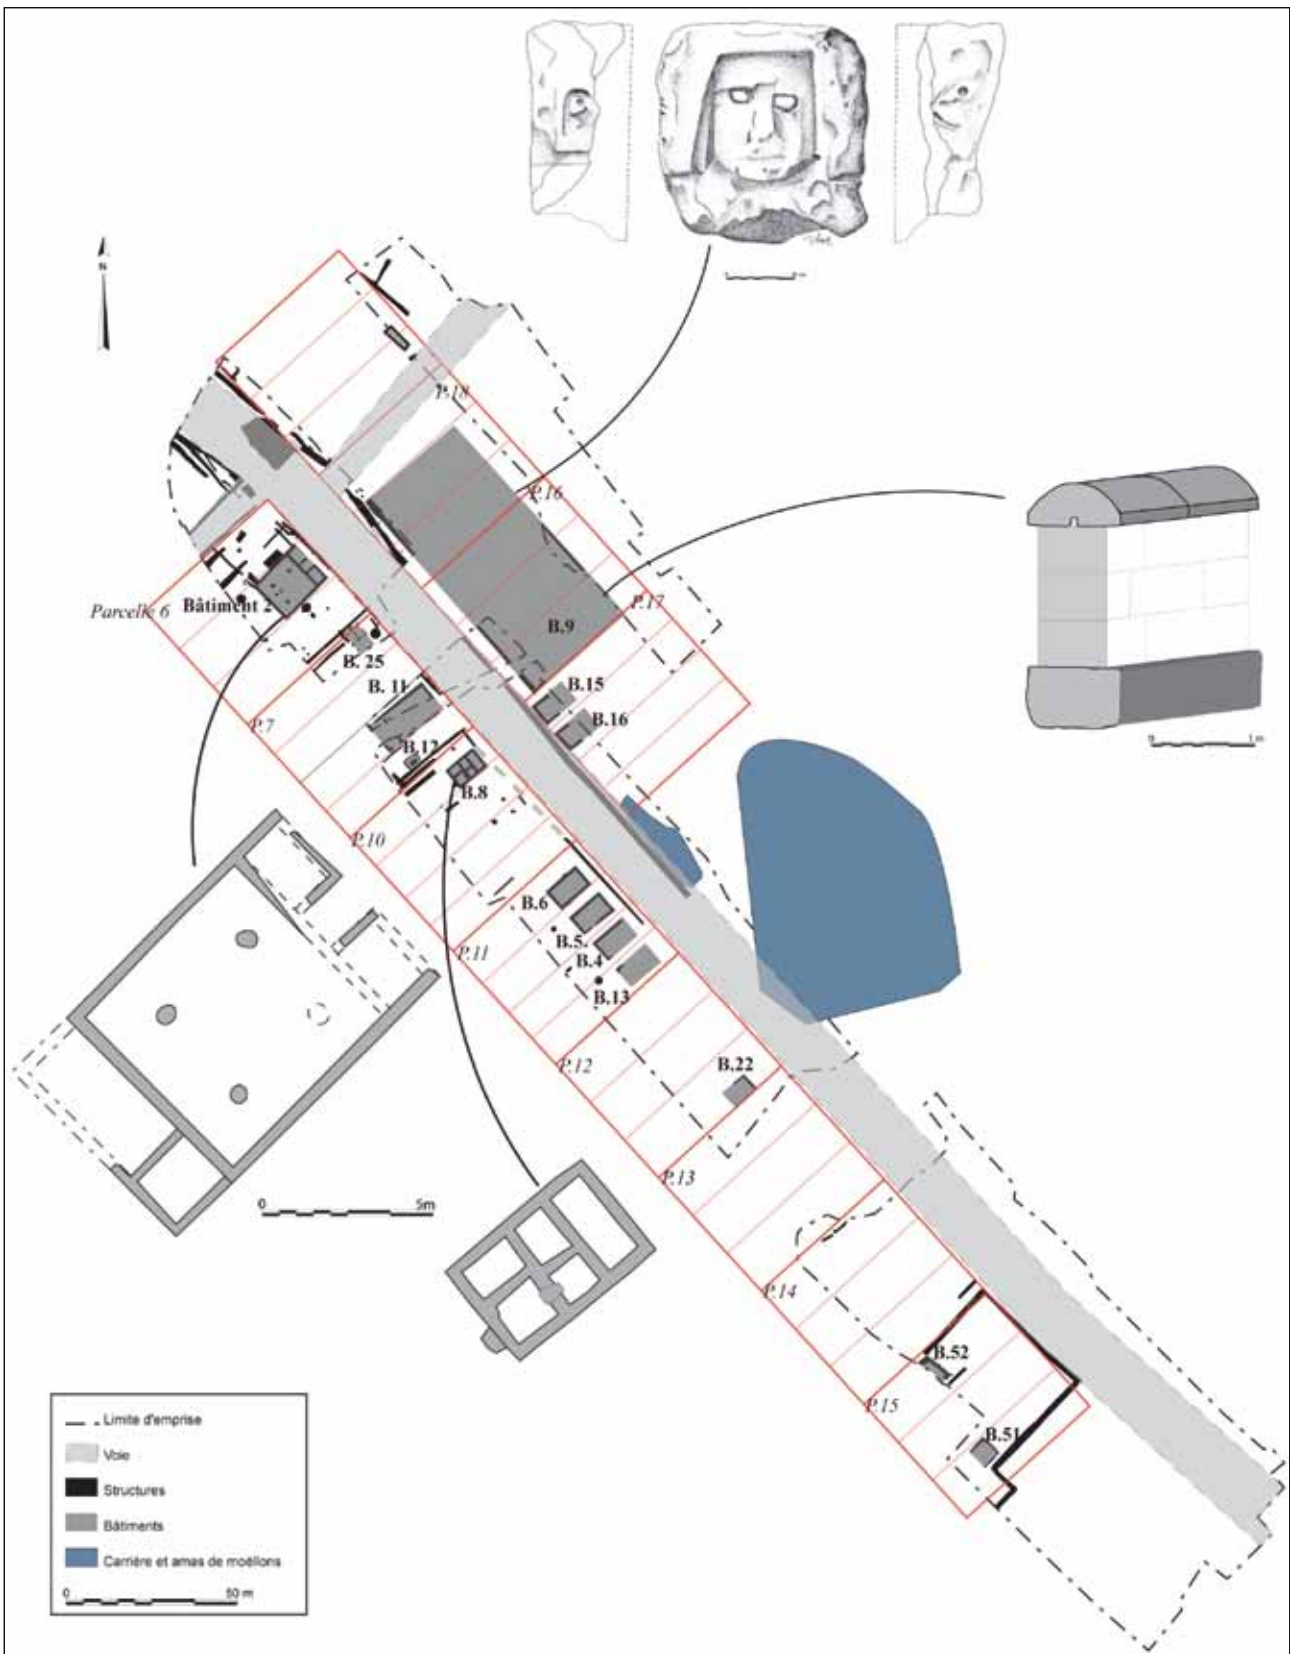 N
P.18
P.16
P.17
Parcelle 6
Bâtiment 2
B.9
B. 25
B. 11
B.15
B.16
P.7
B.12
B.8
P.10
B.6
B.5
B.4
B.13
P.11
P.12
B.22
P.13
P.14
B.52
P.15
B.51
0 5m
1 m
Limite d'emprise
Voie
Structures
Bâtiments
Carrière et amas de moëllons
0 50 m